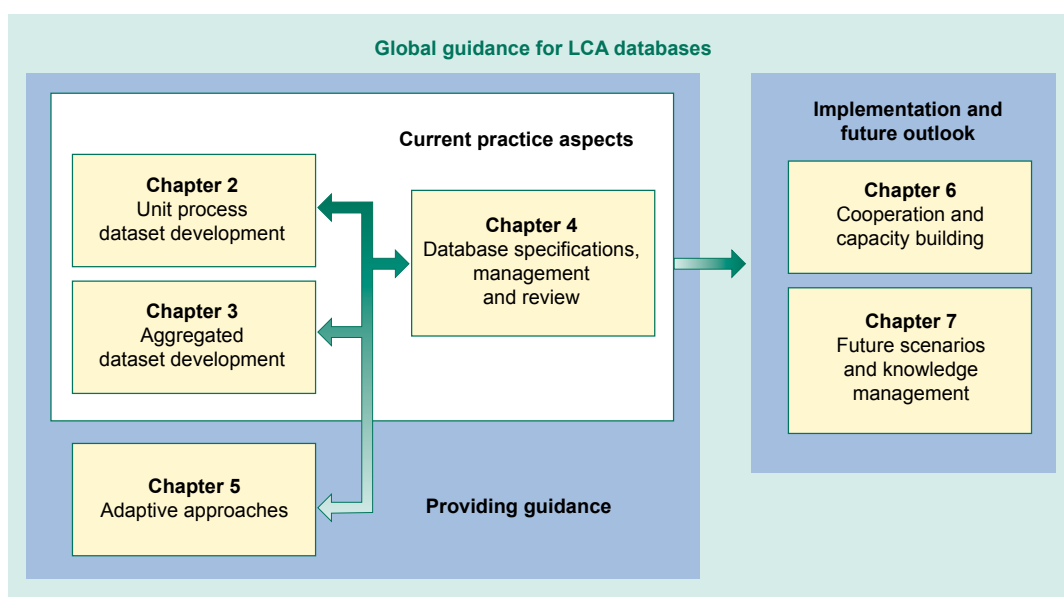 Global guidance for LCA databases
Current practice aspects
Chapter 2
Unit process
dataset development
Chapter 3
Aggregated
dataset development
Chapter 4
Database specifications,
management
and review
Chapter 5
Adaptive approaches
Providing guidance
Implementation and
future outlook
Chapter 6
Cooperation and
capacity building
Chapter 7
Future scenarios
and knowledge
management